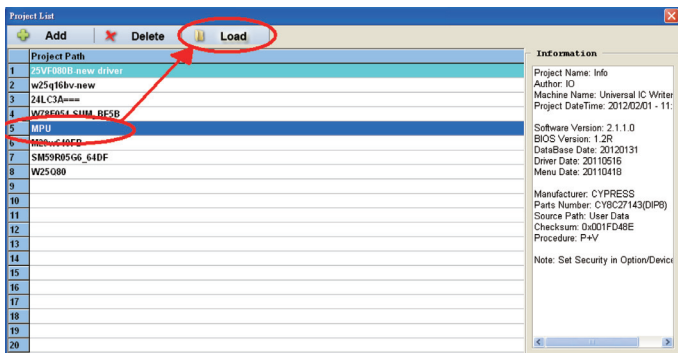 Project List
Add Delete Load
Project Path
1 25VF080B-new driver
2 w25q16bv-new
3 24LC3A===
4 W78E054-SUM_BF5B
5 MPU
6 M29w640FB
7 SM59R05G6_64DF
8 W25Q80
9
10
11
12
13
14
15
16
17
18
19
20
Information
Project Name: Info
Author: IO
Machine Name: Universal IC Writer
Project DateTime: 2012/02/01 - 11:
Software Version: 2.1.1.0
BIOS Version: 1.2R
DataBase Date: 20120131
Driver Date: 20110516
Menu Date: 20110418
Manufacturer: CYPRESS
Parts Number: CY8C27143(DIP8)
Source Path: User Data
Checksum: 0x001FD48E
Procedure: P+V
Note: Set Security in Option/Device